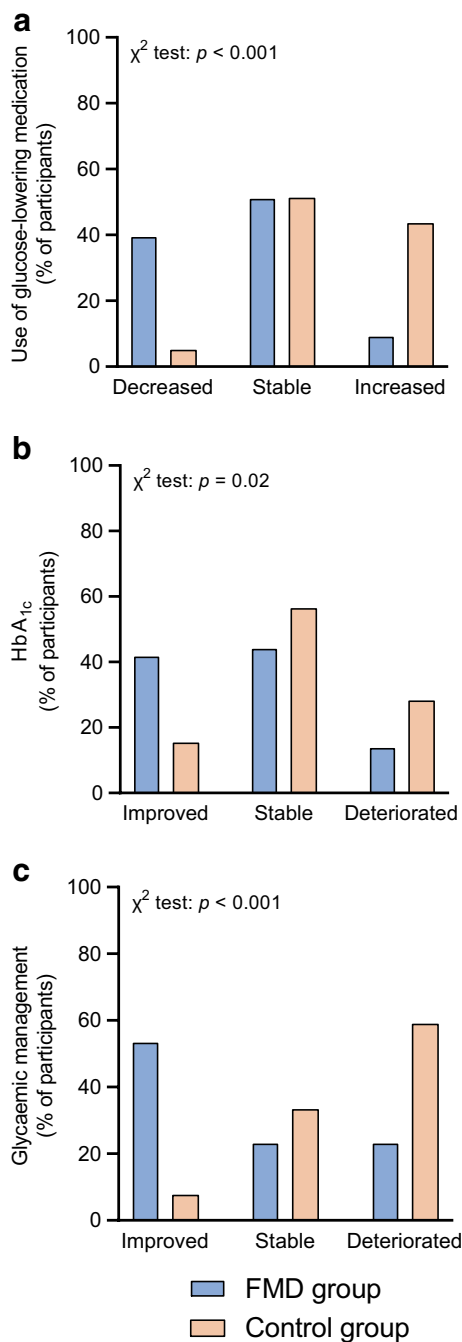 a
χ² test: p < 0.001
Use of glucose-lowering medication
(% of participants)
100
80
60
40
20
0
Decreased Stable Increased
b
χ² test: p = 0.02
HbA₁c
(% of participants)
100
80
60
40
20
0
Improved Stable Deteriorated
c
χ² test: p < 0.001
Glycaemic management
(% of participants)
100
80
60
40
20
0
Improved Stable Deteriorated
FMD group
Control group